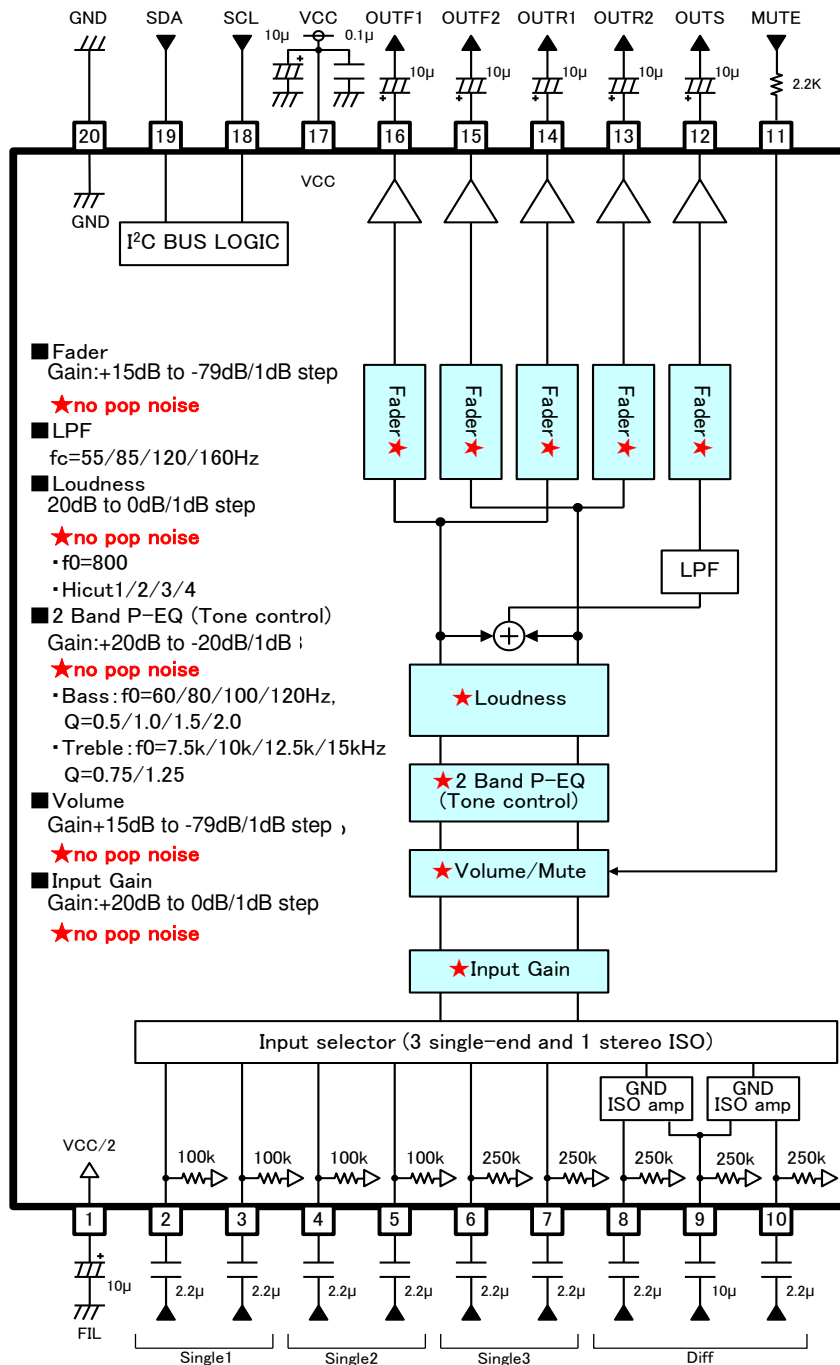 GND SDA SCL VCC OUTF1 OUTF2 OUTR1 OUTR2 OUTS MUTE
10μ 0.1μ 10μ 10μ 10μ 10μ 10μ 2.2K
+ + + + + +
20 19 18 17 16 15 14 13 12 11
VCC
GND
I²C BUS LOGIC
■Fader
Gain:+15dB to -79dB/1dB step
★no pop noise
■LPF
fc=55/85/120/160Hz
■Loudness
20dB to 0dB/1dB step
★no pop noise
・f0=800
・Hicut1/2/3/4
■2 Band P-EQ (Tone control)
Gain:+20dB to -20dB/1dB
★no pop noise
・Bass:f0=60/80/100/120Hz,
Q=0.5/1.0/1.5/2.0
・Treble:f0=7.5k/10k/12.5k/15kHz
Q=0.75/1.25
■Volume
Gain+15dB to -79dB/1dB step
★no pop noise
■Input Gain
Gain:+20dB to 0dB/1dB step
★no pop noise
Fader★ Fader★ Fader★ Fader★ Fader★
LPF
+
★Loudness
★2 Band P-EQ
(Tone control)
★Volume/Mute
★Input Gain
Input selector (3 single-end and 1 stereo ISO)
GND
ISO amp
GND
ISO amp
VCC/2 100k 100k 100k 100k 250k 250k 250k 250k 250k
1 2 3 4 5 6 7 8 9 10
+
10μ 2.2μ 2.2μ 2.2μ 2.2μ 2.2μ 2.2μ 2.2μ 10μ 2.2μ
FIL
Single1 Single2 Single3 Diff